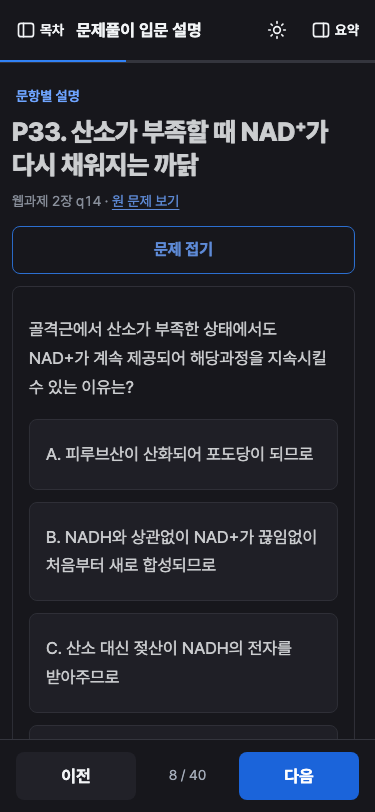 목차 문제풀이 입문 설명 요약
문항별 설명
P33. 산소가 부족할 때 NAD⁺가
다시 채워지는 까닭
웹과제 2장 q14 · 원 문제 보기
문제 접기
골격근에서 산소가 부족한 상태에서도
NAD+가 계속 제공되어 해당과정을 지속시킬
수 있는 이유는?
A. 피루브산이 산화되어 포도당이 되므로
B. NADH와 상관없이 NAD+가 끊임없이
처음부터 새로 합성되므로
C. 산소 대신 젖산이 NADH의 전자를
받아주므로
이전 8 / 40 다음